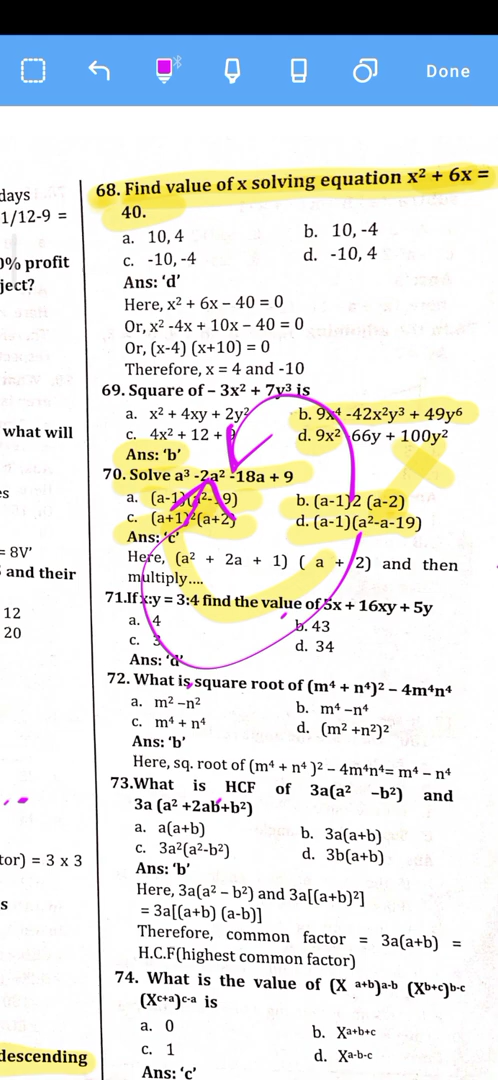 Done
days
1/12-9 =
0% profit
ject?
what will
= 8V'
and their
12
20
tor) = 3 x 3
s
descending
68. Find value of x solving equation x² + 6x =
40.
a. 10, 4
b. 10, -4
c. -10, -4
d. -10, 4
Ans: 'd'
Here, x² + 6x – 40 = 0
Or, x² -4x + 10x – 40 = 0
Or, (x-4) (x+10) = 0
Therefore, x = 4 and -10
69. Square of – 3x² + 7y³ is
a. x² + 4xy + 2y²
b. 9x⁴ -42x²y³ + 49y⁶
c. 4x² + 12 +
d. 9x² 66y + 100y²
Ans: 'b'
70. Solve a³ -2a² -18a + 9
a. (a-1)(a²-19)
b. (a-1)2 (a-2)
c. (a+1)²(a+2)
d. (a-1)(a²-a-19)
Ans: 'c'
Here, (a² + 2a + 1) ( a + 2) and then
multiply....
71.If x:y = 3:4 find the value of 5x + 16xy + 5y
a. 4
b. 43
c. 3
d. 34
Ans: 'd'
72. What is square root of (m⁴ + n⁴)² – 4m⁴n⁴
a. m² –n²
b. m⁴ –n⁴
c. m⁴ + n⁴
d. (m² +n²)²
Ans: 'b'
Here, sq. root of (m⁴ + n⁴ )² – 4m⁴n⁴= m⁴ – n⁴
73.What is HCF of 3a(a² –b²) and
3a (a² +2ab+b²)
a. a(a+b)
b. 3a(a+b)
c. 3a²(a²-b²)
d. 3b(a+b)
Ans: 'b'
Here, 3a(a² – b²) and 3a[(a+b)²]
= 3a[(a+b) (a-b)]
Therefore, common factor = 3a(a+b) =
H.C.F(highest common factor)
74. What is the value of (X ᵃ⁺ᵇ)ᵃ⁻ᵇ (Xᵇ⁺ᶜ)ᵇ⁻ᶜ
(Xᶜ⁺ᵃ)ᶜ⁻ᵃ is
a. 0
b. Xᵃ⁺ᵇ⁺ᶜ
c. 1
d. Xᵃ⁻ᵇ⁻ᶜ
Ans: 'c'